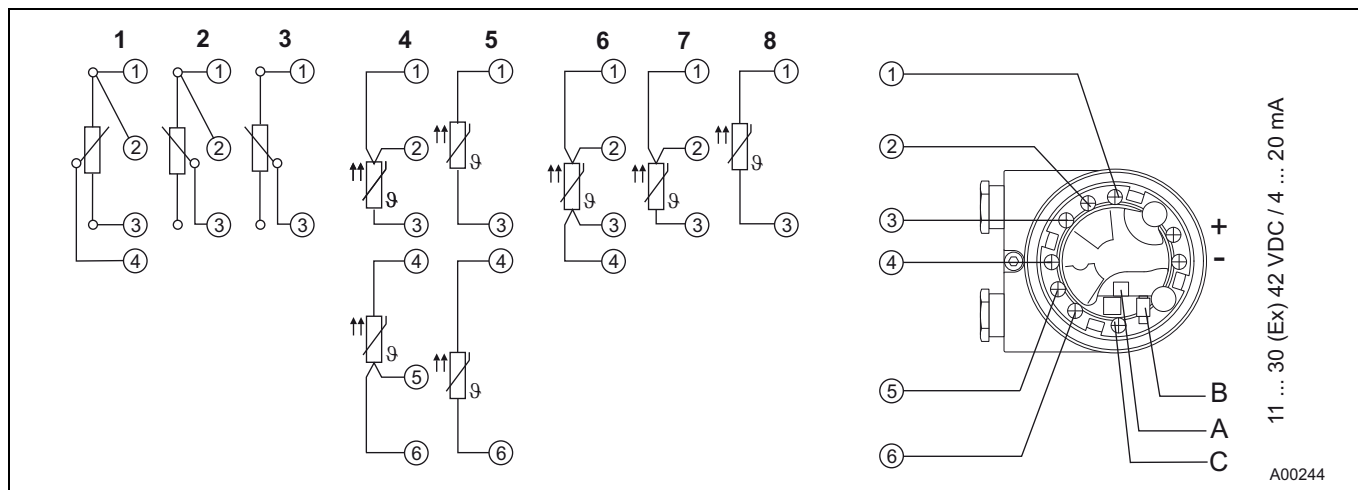 1 2 3 4 5 6 7 8
① ① ① ① ① ① ① ①
② ② ② ② ② ϑ
ϑ ϑ ϑ ϑ
③ ③ ③ ③ ③ ③ ③ ③
④ ④ ④ ④
ϑ ⑤ ϑ
⑥ ⑥
①
②
③
④
⑤
⑥
+
-
B
A
C
11 ... 30 (Ex) 42 VDC / 4 ... 20 mA
A00244